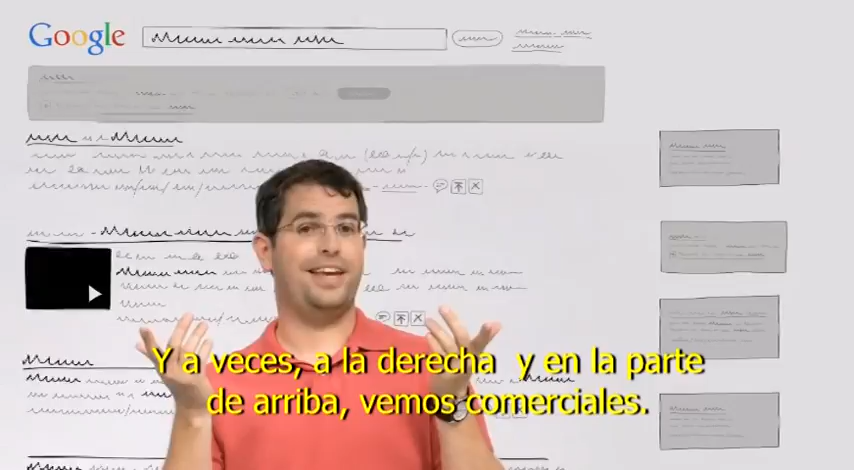 Google
Y a veces, a la derecha y en la parte
de arriba, vemos comerciales.